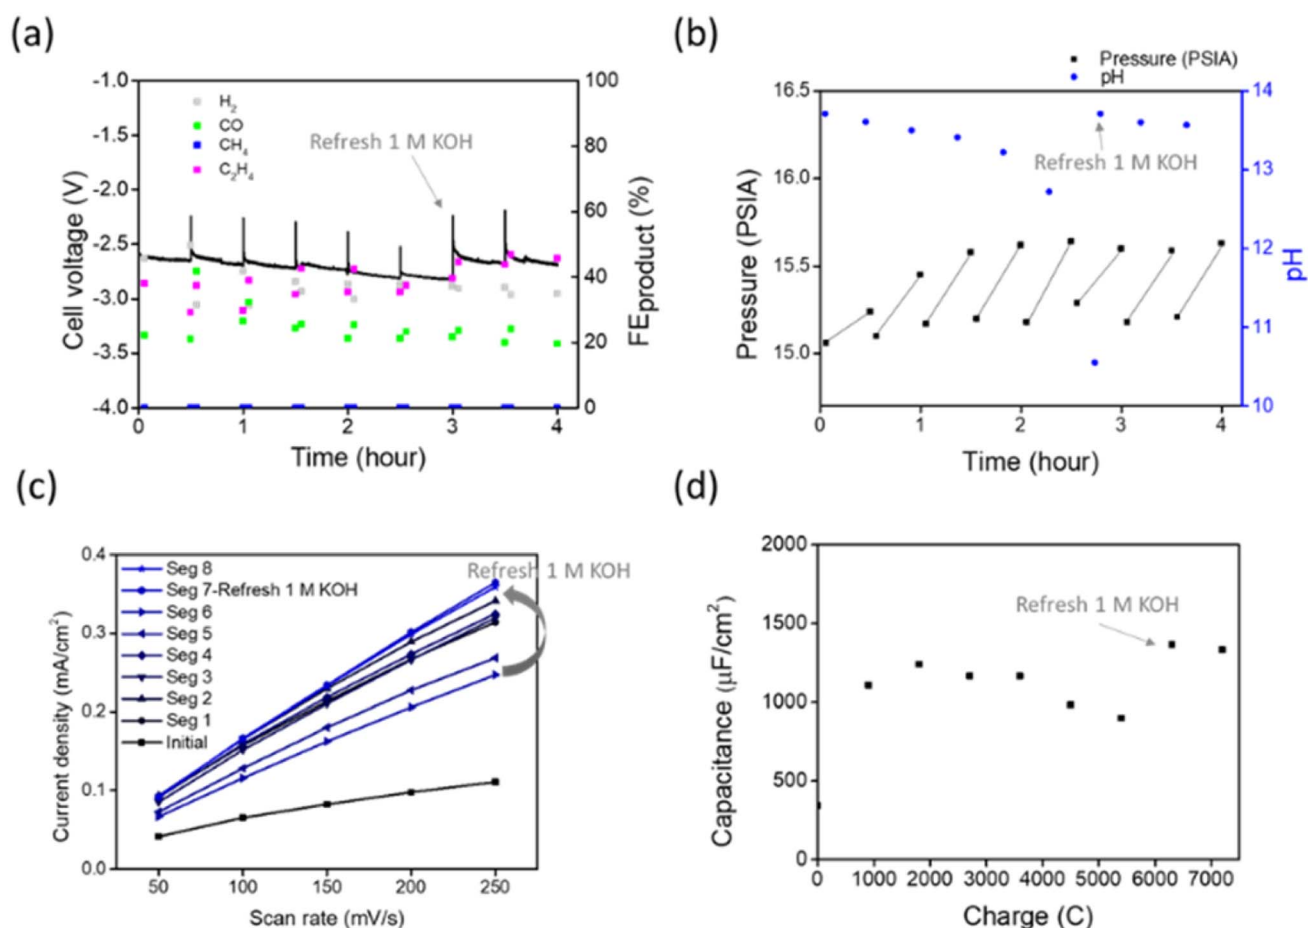 (a)
H₂
CO
CH₄
C₂H₄
Refresh 1 M KOH
-1.0
-1.5
-2.0
-2.5
-3.0
-3.5
-4.0
Cell voltage (V)
100
80
60
40
20
0
FEproduct (%)
0 1 2 3 4
Time (hour)
(b)
Pressure (PSIA)
pH
Refresh 1 M KOH
16.5
16.0
15.5
15.0
Pressure (PSIA)
14
13
12
11
10
pH
0 1 2 3 4
Time (hour)
(c)
Seg 8
Seg 7-Refresh 1 M KOH
Seg 6
Seg 5
Seg 4
Seg 3
Seg 2
Seg 1
Initial
Refresh 1 M KOH
0.4
0.3
0.2
0.1
0.0
Current density (mA/cm²)
50 100 150 200 250
Scan rate (mV/s)
(d)
Refresh 1 M KOH
2000
1500
1000
500
0
Capacitance (μF/cm²)
0 1000 2000 3000 4000 5000 6000 7000
Charge (C)